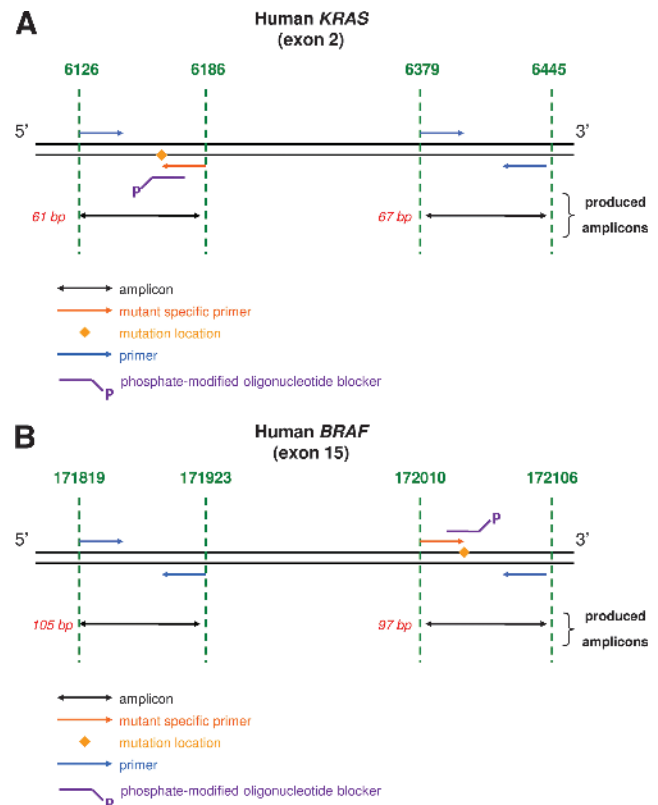 A
Human KRAS
(exon 2)
6126 6186 6379 6445
5’ 3’
P
61 bp 67 bp produced
amplicons
amplicon
mutant specific primer
mutation location
primer
phosphate-modified oligonucleotide blocker
P
B
Human BRAF
(exon 15)
171819 171923 172010 172106
P
5’ 3’
105 bp 97 bp produced
amplicons
amplicon
mutant specific primer
mutation location
primer
phosphate-modified oligonucleotide blocker
P